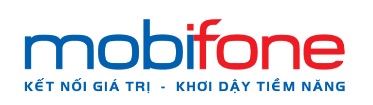 mobifone
KẾT NỐI GIÁ TRỊ - KHƠI DẬY TIỀM NĂNG